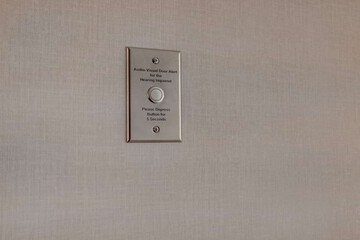 Audio-Visual Door Alert
for the
Hearing Impaired
Please Depress
Button for
5 Seconds